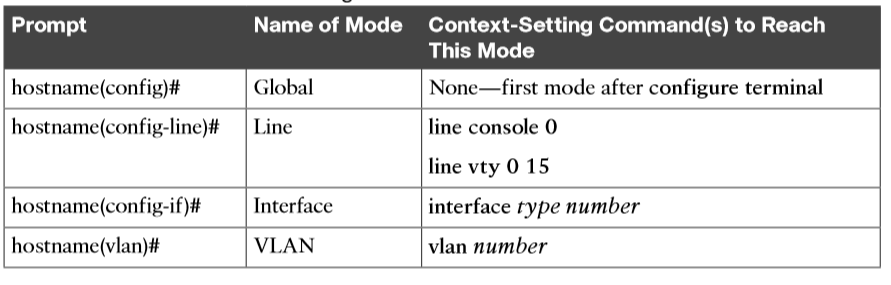 Prompt Name of Mode Context-Setting Command(s) to Reach
This Mode
hostname(config)# Global None—first mode after configure terminal
hostname(config-line)# Line line console 0
line vty 0 15
hostname(config-if)# Interface interface type number
hostname(vlan)# VLAN vlan number